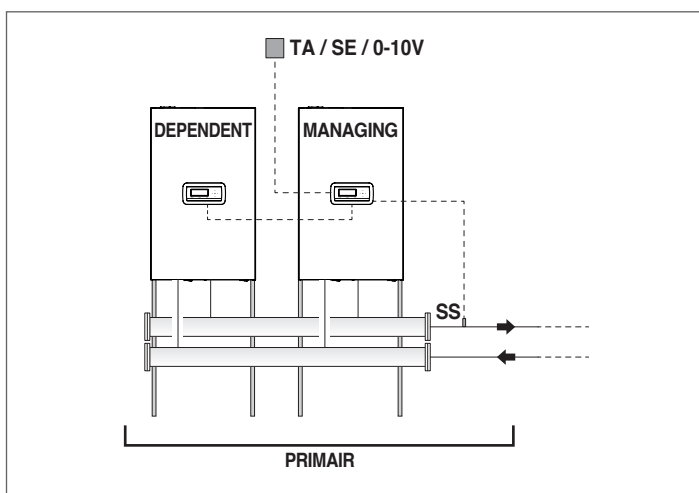 TA / SE / 0-10V
DEPENDENT
MANAGING
SS
PRIMAIR